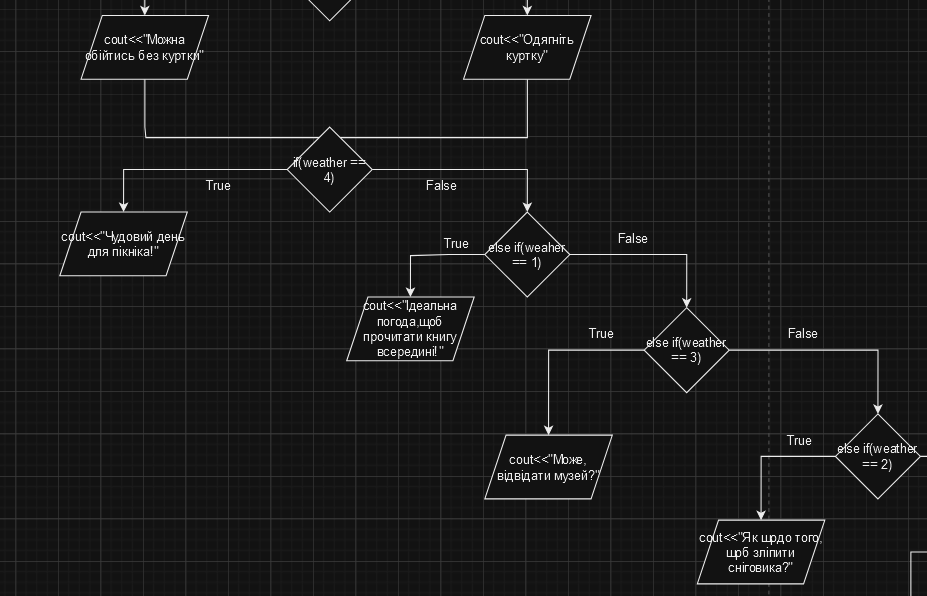 cout<<"Можна
обійтись без куртки"
cout<<"Одягніть
куртку"
if(weather ==
4)
True
False
cout<<"Чудовий день
для пікніка!"
else if(weaher
== 1)
True
False
cout<<"Ідеальна
погода,щоб
прочитати книгу
всередині!"
else if(weather
== 3)
True
False
cout<<"Може,
відвідати музей?"
else if(weather
== 2)
True
cout<<"Як щодо того,
щоб зліпити
сніговика?"